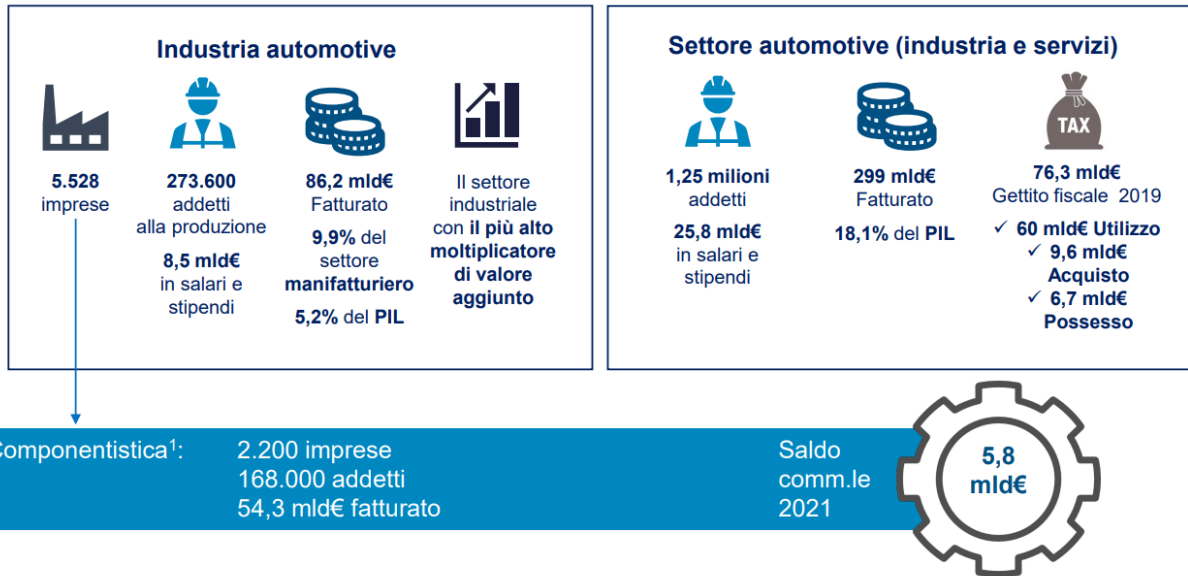 Industria automotive
5.528
imprese
273.600
addetti
alla produzione
8,5 mld€
in salari e
stipendi
86,2 mld€
Fatturato
9,9% del
settore
manifatturiero
5,2% del PIL
Il settore
industriale
con il più alto
moltiplicatore
di valore
aggiunto
Settore automotive (industria e servizi)
1,25 milioni
addetti
25,8 mld€
in salari e
stipendi
299 mld€
Fatturato
18,1% del PIL
TAX
76,3 mld€
Gettito fiscale 2019
✓ 60 mld€ Utilizzo
✓ 9,6 mld€
Acquisto
✓ 6,7 mld€
Possesso
Componentistica¹:
2.200 imprese
168.000 addetti
54,3 mld€ fatturato
Saldo
comm.le
2021
5,8
mld€